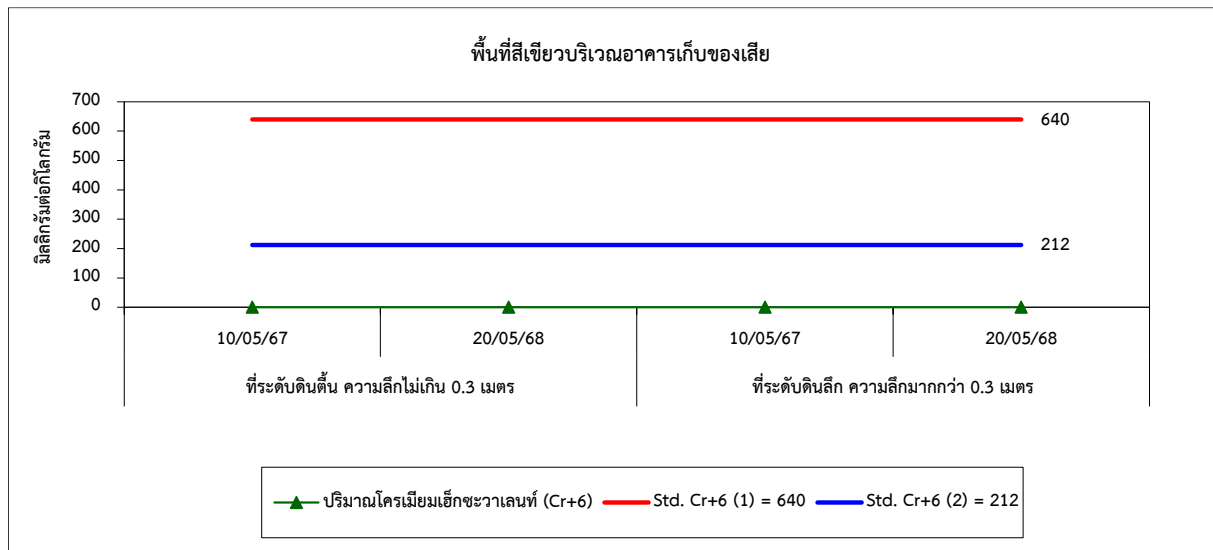 พื้นที่สีเขียวบริเวณอาคารเก็บของเสีย
มิลลิกรัมต่อกิโลกรัม
700
600
500
400
300
200
100
0
640
212
10/05/67 20/05/68 10/05/67 20/05/68
ที่ระดับดินตื้น ความลึกไม่เกิน 0.3 เมตร ที่ระดับดินลึก ความลึกมากกว่า 0.3 เมตร
ปริมาณโครเมียมเฮ็กซะวาเลนท์ (Cr+6) Std. Cr+6 (1) = 640 Std. Cr+6 (2) = 212